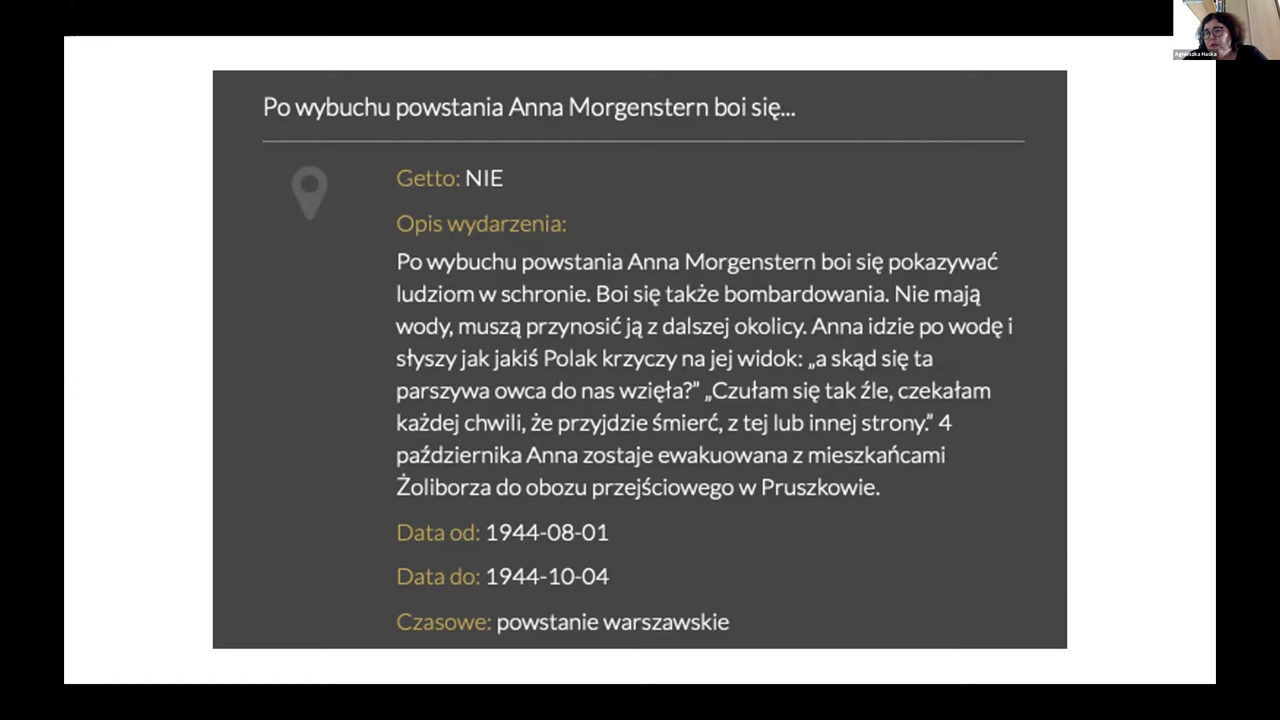 Po wybuchu powstania Anna Morgenstern boi się...
Getto: NIE
Opis wydarzenia:
Po wybuchu powstania Anna Morgenstern boi się pokazywać
ludziom w schronie. Boi się także bombardowania. Nie mają
wody, muszą przynosić ją z dalszej okolicy. Anna idzie po wodę i
słyszy jak jakiś Polak krzyczy na jej widok: „a skąd się ta
parszywa owca do nas wzięła?” „Czułam się tak źle, czekałam
każdej chwili, że przyjdzie śmierć, z tej lub innej strony.” 4
października Anna zostaje ewakuowana z mieszkańcami
Żoliborza do obozu przejściowego w Pruszkowie.
Data od: 1944-08-01
Data do: 1944-10-04
Czasowe: powstanie warszawskie
Agnieszka Haska